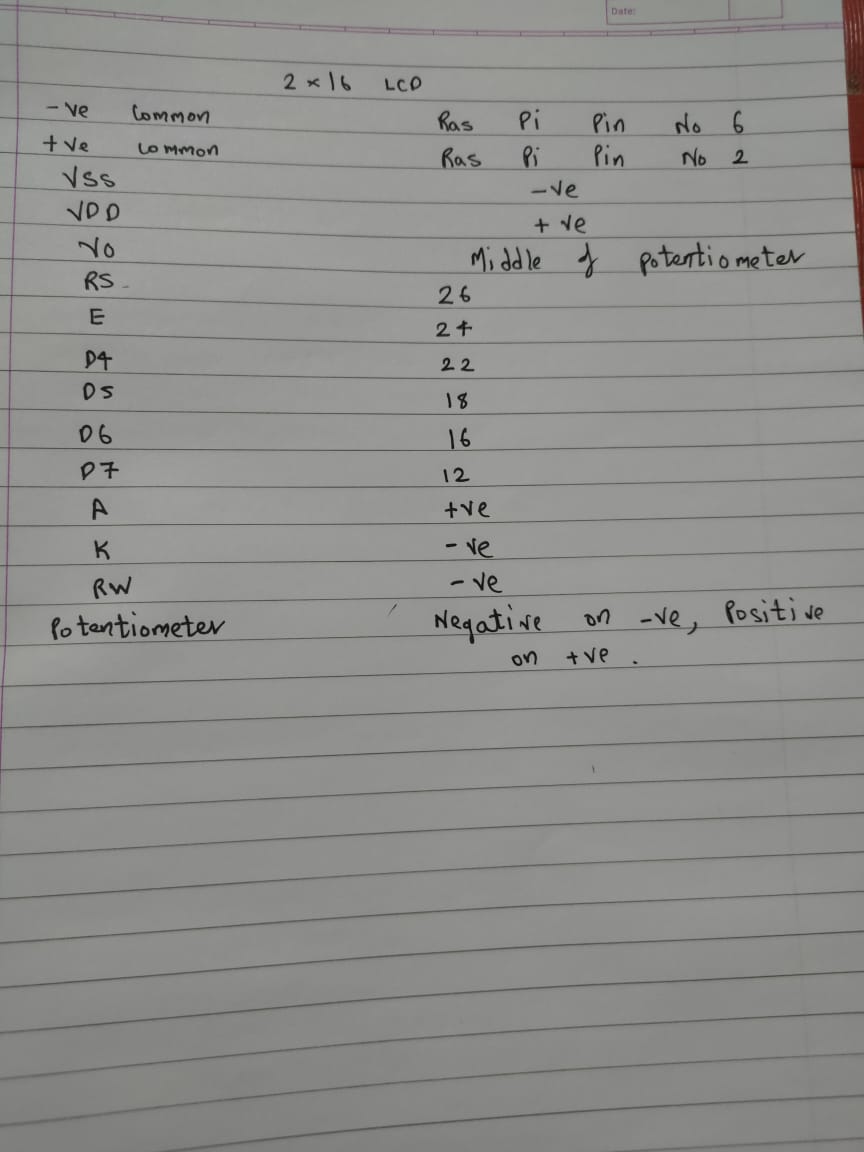 Date:
2 × 16 LCD
-ve Common Ras Pi Pin No 6
+ve common Ras Pi Pin No 2
VSS -ve
VDD +ve
VO Middle of potentiometer
RS 26
E 24
D4 22
D5 18
D6 16
D7 12
A +ve
K -ve
RW -ve
Potentiometer Negative on -ve, Positive
on +ve.